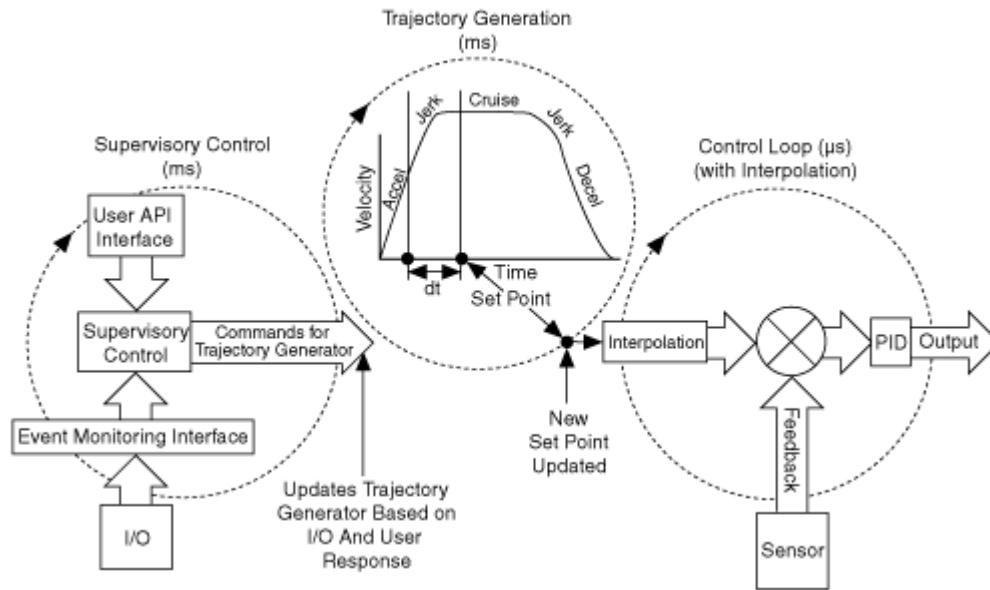 Trajectory Generation
(ms)
Jerk
Cruise
Jerk
Accel
Decel
Velocity
Time
dt
Set Point
Supervisory Control
(ms)
User API
Interface
Supervisory
Control
Commands for
Trajectory Generator
Event Monitoring Interface
I/O
Updates Trajectory
Generator Based on
I/O And User
Response
New
Set Point
Updated
Control Loop (µs)
(with Interpolation)
Interpolation
PID
Output
Feedback
Sensor